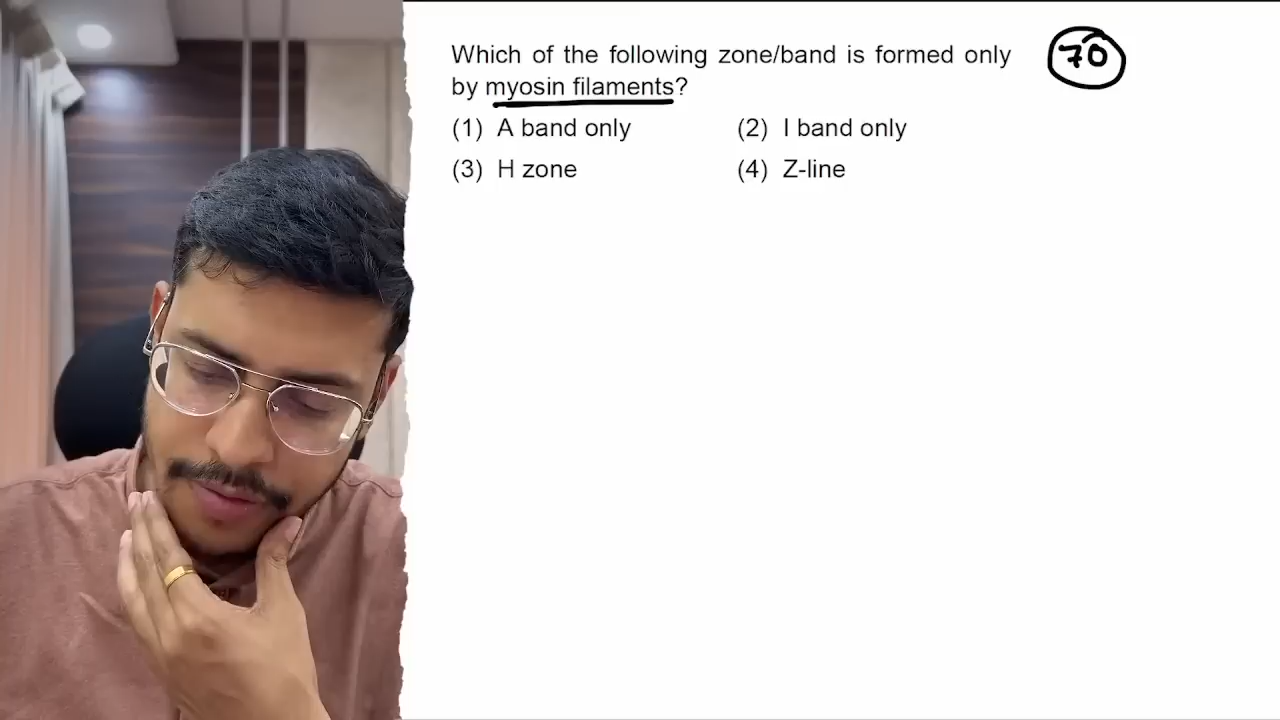 Which of the following zone/band is formed only
by myosin filaments?
70
(1) A band only (2) I band only
(3) H zone (4) Z-line